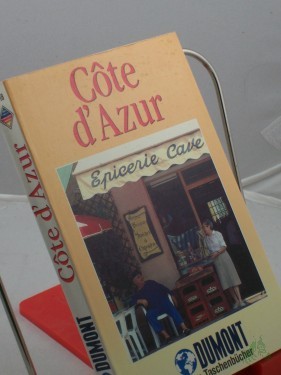 Côte
d'Azur
Epicerie Cave
DUMONT
Taschenbücher
Côte d'Azur
DUMONT